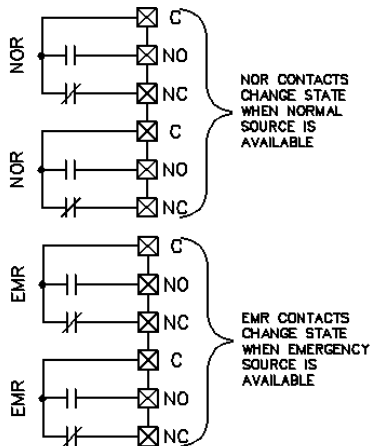 NOR
C
NO
NC
NOR
C
NO
NC
NOR CONTACTS
CHANGE STATE
WHEN NORMAL
SOURCE IS
AVAILABLE
EMR
C
NO
NC
EMR
C
NO
NC
EMR CONTACTS
CHANGE STATE
WHEN EMERGENCY
SOURCE IS
AVAILABLE